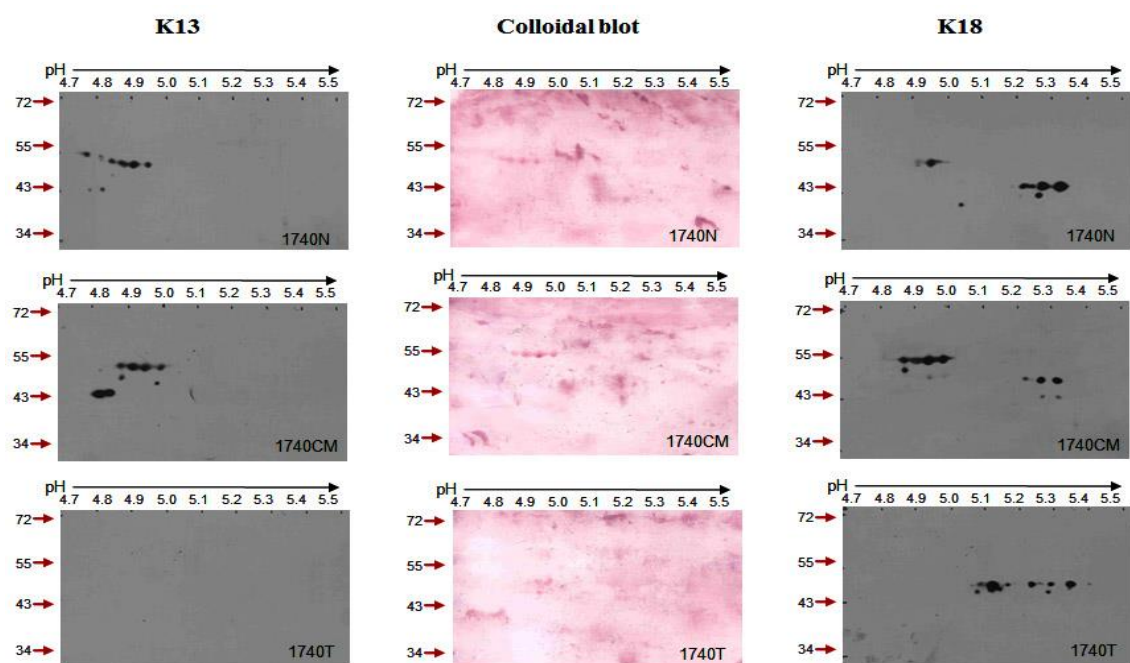 K13 Colloidal blot K18
pH pH pH
4.7 4.8 4.9 5.0 5.1 5.2 5.3 5.4 5.5 4.7 4.8 4.9 5.0 5.1 5.2 5.3 5.4 5.5 4.7 4.8 4.9 5.0 5.1 5.2 5.3 5.4 5.5
72 72 72
55 55 55
43 43 43
34 34 34
1740N 1740N 1740N
pH pH pH
4.7 4.8 4.9 5.0 5.1 5.2 5.3 5.4 5.5 4.7 4.8 4.9 5.0 5.1 5.2 5.3 5.4 5.5 4.7 4.8 4.9 5.0 5.1 5.2 5.3 5.4 5.5
72 72 72
55 55 55
43 43 43
34 34 34
1740CM 1740CM 1740CM
pH pH pH
4.7 4.8 4.9 5.0 5.1 5.2 5.3 5.4 5.5 4.7 4.8 4.9 5.0 5.1 5.2 5.3 5.4 5.5 4.7 4.8 4.9 5.0 5.1 5.2 5.3 5.4 5.5
72 72 72
55 55 55
43 43 43
34 34 34
1740T 1740T 1740T